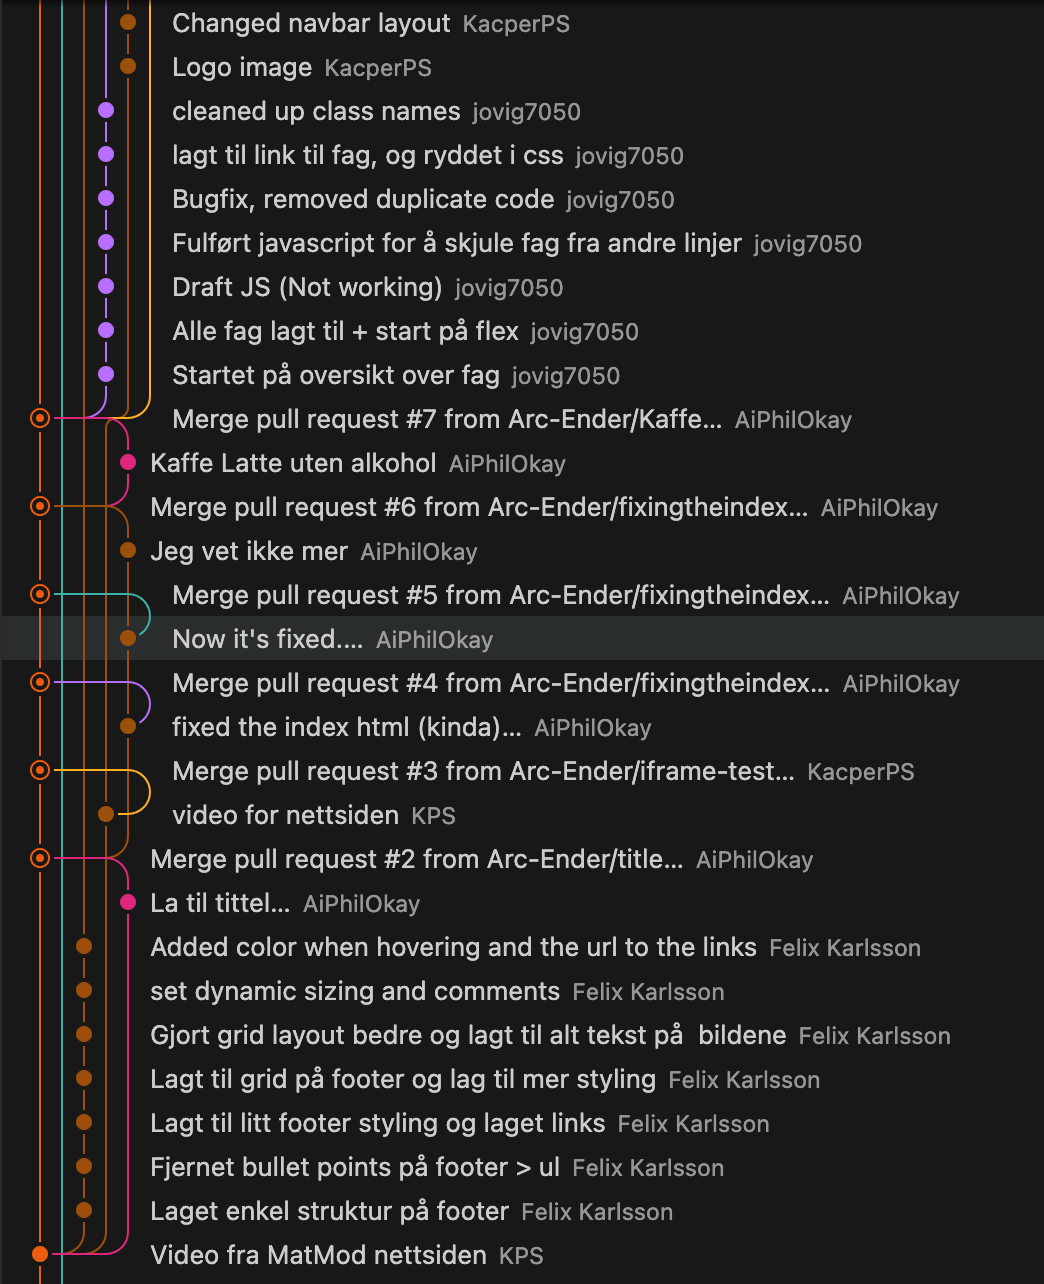 Changed navbar layout KacperPS
Logo image KacperPS
cleaned up class names jovig7050
lagt til link til fag, og ryddet i css jovig7050
Bugfix, removed duplicate code jovig7050
Fulført javascript for å skjule fag fra andre linjer jovig7050
Draft JS (Not working) jovig7050
Alle fag lagt til + start på flex jovig7050
Startet på oversikt over fag jovig7050
Merge pull request #7 from Arc-Ender/Kaffe... AiPhilOkay
Kaffe Latte uten alkohol AiPhilOkay
Merge pull request #6 from Arc-Ender/fixingtheindex... AiPhilOkay
Jeg vet ikke mer AiPhilOkay
Merge pull request #5 from Arc-Ender/fixingtheindex... AiPhilOkay
Now it's fixed.... AiPhilOkay
Merge pull request #4 from Arc-Ender/fixingtheindex... AiPhilOkay
fixed the index html (kinda)... AiPhilOkay
Merge pull request #3 from Arc-Ender/iframe-test... KacperPS
video for nettsiden KPS
Merge pull request #2 from Arc-Ender/title... AiPhilOkay
La til tittel... AiPhilOkay
Added color when hovering and the url to the links Felix Karlsson
set dynamic sizing and comments Felix Karlsson
Gjort grid layout bedre og lagt til alt tekst på  bildene Felix Karlsson
Lagt til grid på footer og lag til mer styling Felix Karlsson
Lagt til litt footer styling og laget links Felix Karlsson
Fjernet bullet points på footer > ul Felix Karlsson
Laget enkel struktur på footer Felix Karlsson
Video fra MatMod nettsiden KPS